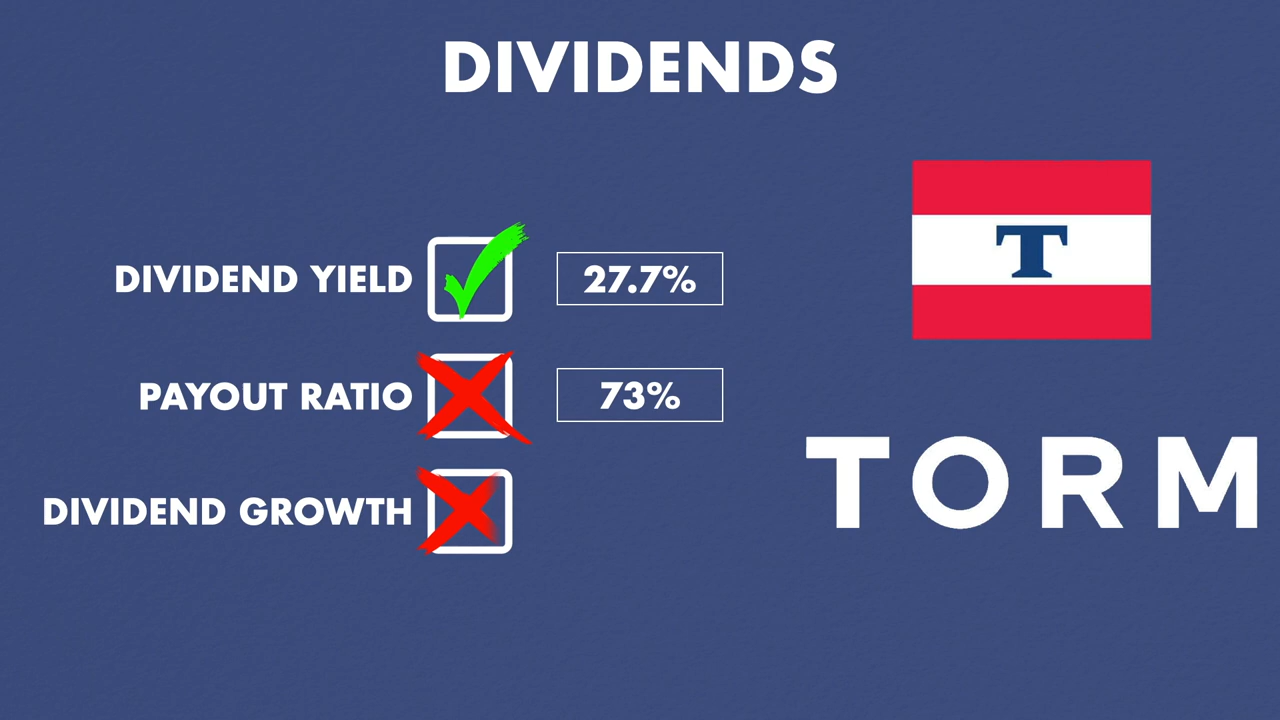 DIVIDENDS
DIVIDEND YIELD 27.7%
PAYOUT RATIO 73%
DIVIDEND GROWTH
T
TORM